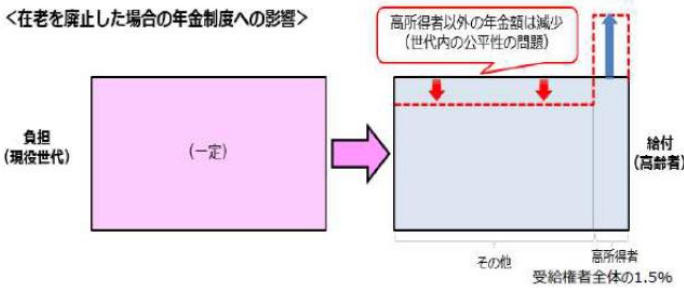 <在老を廃止した場合の年金制度への影響>
高所得者以外の年金額は減少
(世代内の公平性の問題)
負担
(現役世代)
(一定)
給付
(高齢者)
その他
高所得者
受給権者全体の1.5%